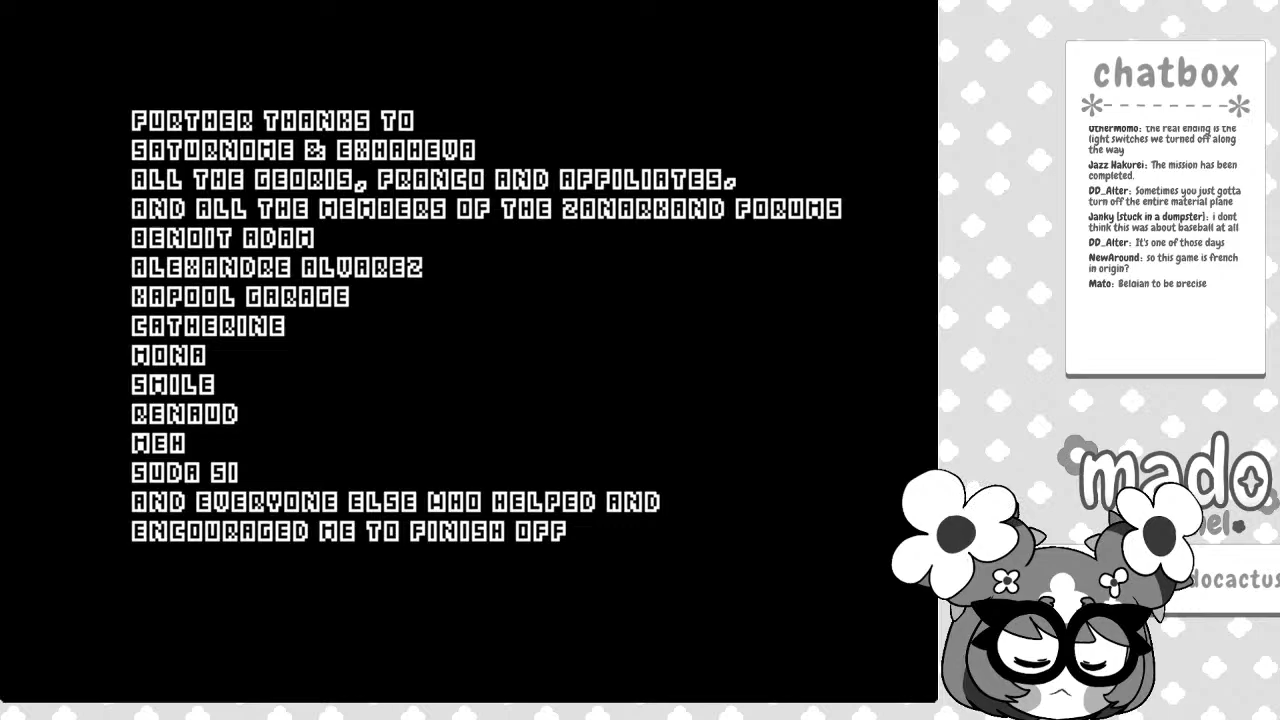 FURTHER THANKS TO
SATURNOME & EXHAHEVA
ALL THE GEORIS, FRANCO AND AFFILIATES,
AND ALL THE MEMBERS OF THE ZANARKAND FORUMS
BENOIT ADAM
ALEXANDRE ALVAREZ
KAPOOL GARAGE
CATHERINE
MONA
SMILE
RENAUD
MEH
SUDA 51
AND EVERYONE ELSE WHO HELPED AND
ENCOURAGED ME TO FINISH OFF
chatbox
OtherMomo: the real ending is the
light switches we turned off along
the way
Jazz Hakurei: The mission has been
completed.
DD_Alter: Sometimes you just gotta
turn off the entire material plane
Janky [stuck in a dumpster]: i dont
think this was about baseball at all
DD_Alter: It's one of those days
NewAround: so this game is french
in origin?
Mato: Belgian to be precise
mado
docactus